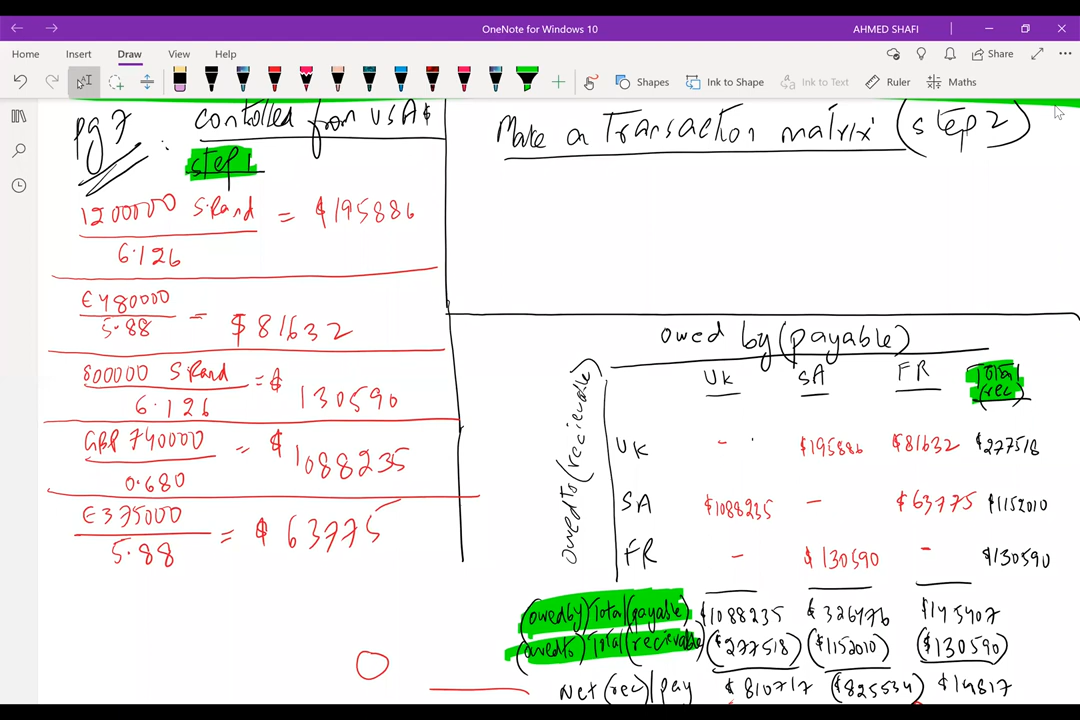 OneNote for Windows 10
AHMED SHAFI
Home Insert Draw View Help
Share
Shapes Ink to Shape Ink to Text Ruler Maths
Pg 7 controlled from USA $
step 1
1200000 S.Rand = $195886
6.126
€480000 = $81632
5.88
800000 S.Rand = $130590
6.126
GBP 740000 = $1088235
0.680
€375000 = $63775
5.88
Make a Transaction matrix (step 2)
owed by (payable)
owed to (recievable)
UK SA FR Total (rec)
UK - $195886 $81632 $277518
SA $1088235 - $63775 $1152010
FR - $130590 - $130590
(owed by) Total (payable) $1088235 $326476 $145407
(owed to) Total (recievable) ($277518) ($1152010) ($130590)
Net (rec) / pay $810717 ($825534) $14817